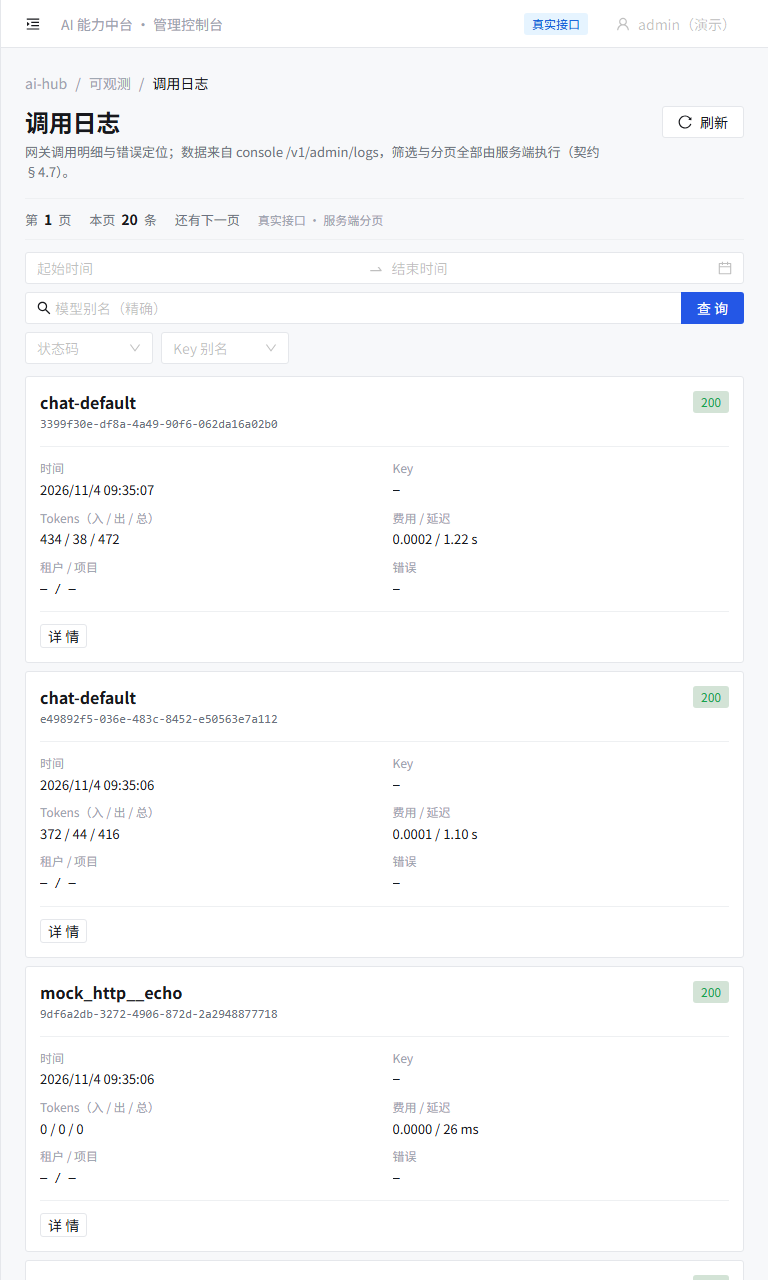 AI 能力中台 · 管理控制台
真实接口
admin（演示）
ai-hub / 可观测 / 调用日志
调用日志
刷新
网关调用明细与错误定位；数据来自 console /v1/admin/logs，筛选与分页全部由服务端执行（契约
§4.7）。
第 1 页 本页 20 条 还有下一页 真实接口 · 服务端分页
起始时间 → 结束时间
模型别名（精确）
查 询
状态码 Key 别名
chat-default
200
3399f30e-df8a-4a49-90f6-062da16a02b0
时间 Key
2026/11/4 09:35:07 –
Tokens（入 / 出 / 总） 费用 / 延迟
434 / 38 / 472 0.0002 / 1.22 s
租户 / 项目 错误
– / – –
详 情
chat-default
200
e49892f5-036e-483c-8452-e50563e7a112
时间 Key
2026/11/4 09:35:06 –
Tokens（入 / 出 / 总） 费用 / 延迟
372 / 44 / 416 0.0001 / 1.10 s
租户 / 项目 错误
– / – –
详 情
mock_http__echo
200
9df6a2db-3272-4906-872d-2a2948877718
时间 Key
2026/11/4 09:35:06 –
Tokens（入 / 出 / 总） 费用 / 延迟
0 / 0 / 0 0.0000 / 26 ms
租户 / 项目 错误
– / – –
详 情